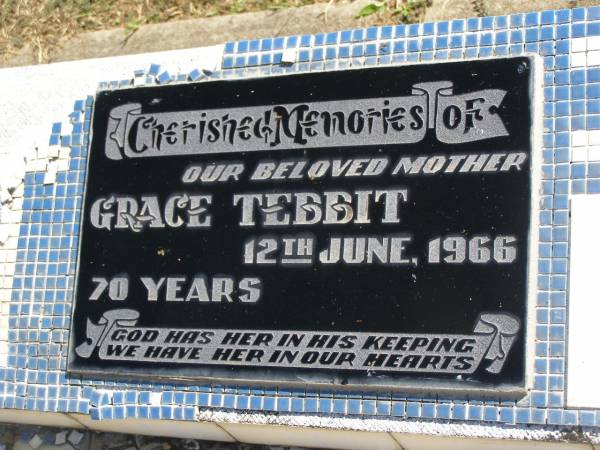 Cherished Memories OF
OUR BELOVED MOTHER
GRACE TEBBIT
12TH JUNE, 1966
70 YEARS
GOD HAS HER IN HIS KEEPING
WE HAVE HER IN OUR HEARTS